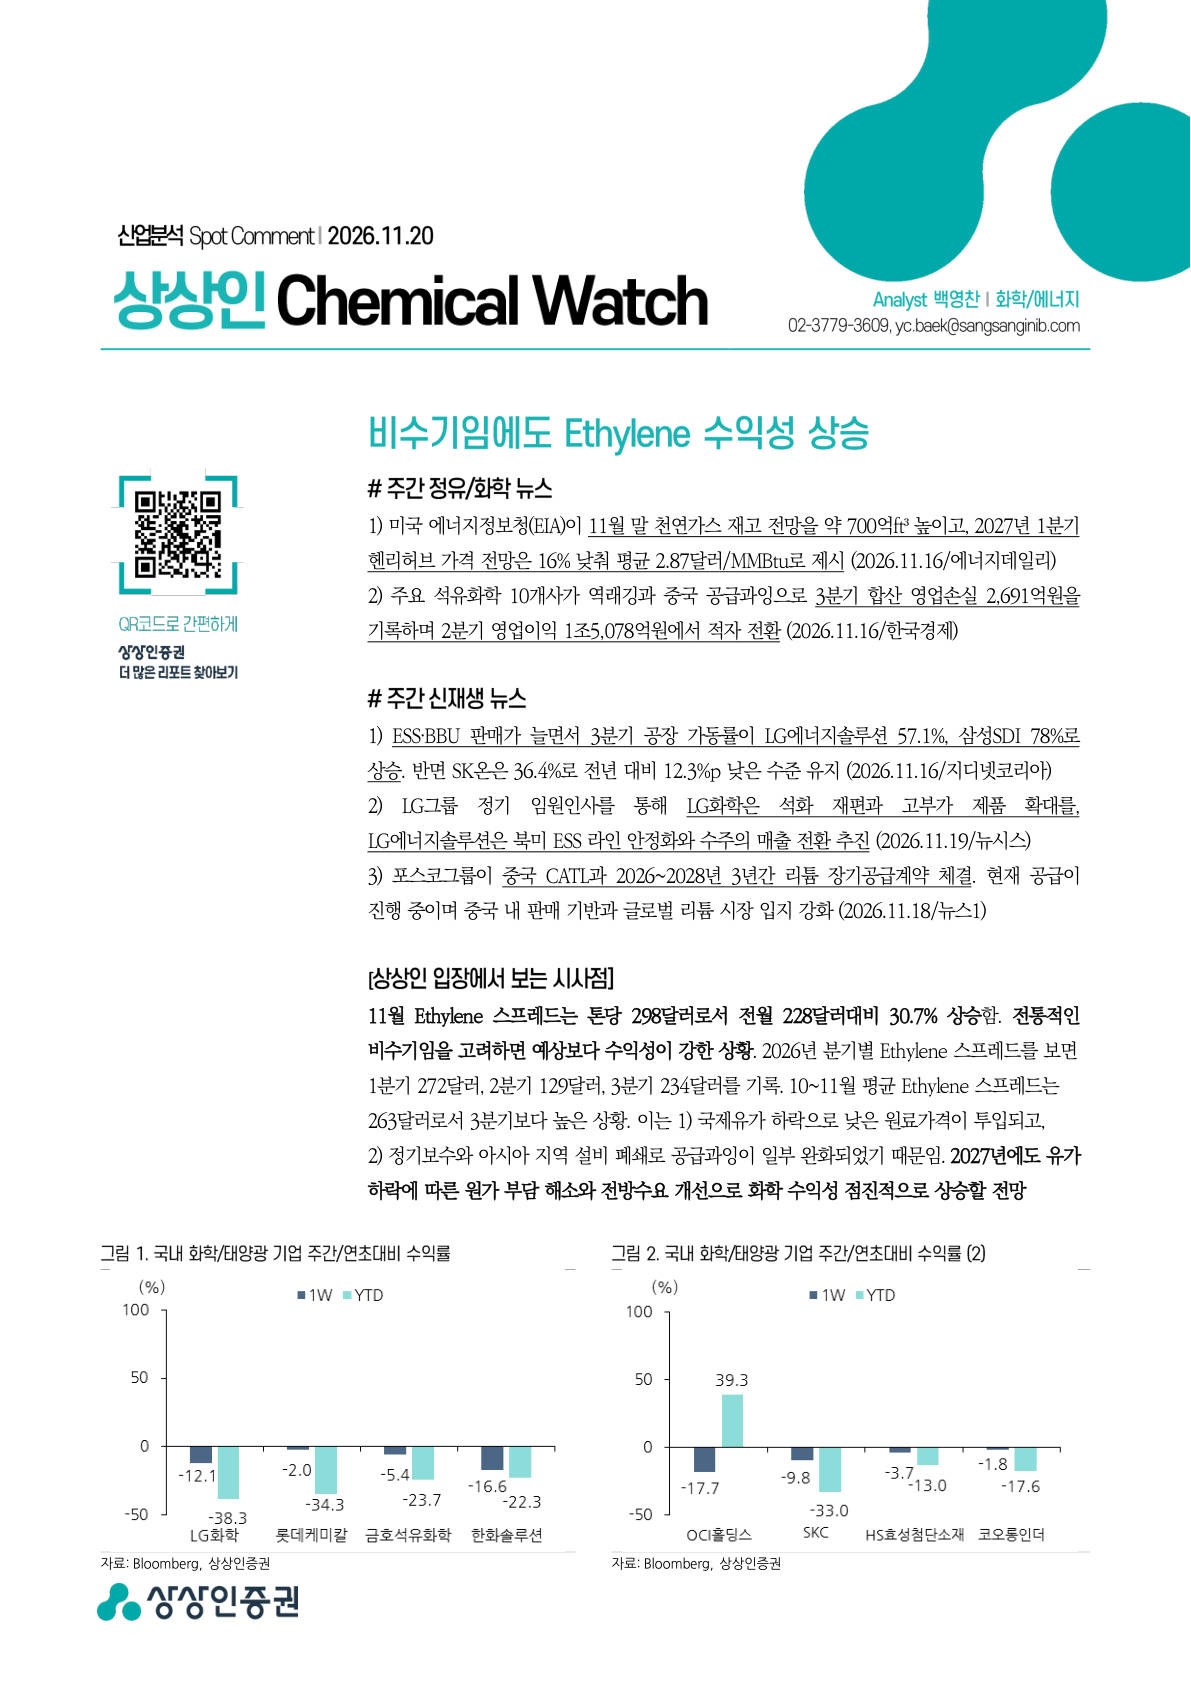 산업분석 Spot Comment | 2026.11.20
상상인 Chemical Watch
Analyst 백영찬 | 화학/에너지
02-3779-3609, yc.baek@sangsanginib.com
비수기임에도 Ethylene 수익성 상승
QR코드로 간편하게
상상인증권
더 많은 리포트 찾아보기
# 주간 정유/화학 뉴스
1) 미국 에너지정보청(EIA)이 11월 말 천연가스 재고 전망을 약 700억ft³ 높이고, 2027년 1분기
헨리허브 가격 전망은 16% 낮춰 평균 2.87달러/MMBtu로 제시 (2026.11.16/에너지데일리)
2) 주요 석유화학 10개사가 역래깅과 중국 공급과잉으로 3분기 합산 영업손실 2,691억원을
기록하며 2분기 영업이익 1조5,078억원에서 적자 전환 (2026.11.16/한국경제)
# 주간 신재생 뉴스
1) ESS·BBU 판매가 늘면서 3분기 공장 가동률이 LG에너지솔루션 57.1%, 삼성SDI 78%로
상승. 반면 SK온은 36.4%로 전년 대비 12.3%p 낮은 수준 유지 (2026.11.16/지디넷코리아)
2) LG그룹 정기 임원인사를 통해 LG화학은 석화 재편과 고부가 제품 확대를,
LG에너지솔루션은 북미 ESS 라인 안정화와 수주의 매출 전환 추진 (2026.11.19/뉴시스)
3) 포스코그룹이 중국 CATL과 2026~2028년 3년간 리튬 장기공급계약 체결. 현재 공급이
진행 중이며 중국 내 판매 기반과 글로벌 리튬 시장 입지 강화 (2026.11.18/뉴스1)
[상상인 입장에서 보는 시사점]
11월 Ethylene 스프레드는 톤당 298달러로서 전월 228달러대비 30.7% 상승함. 전통적인
비수기임을 고려하면 예상보다 수익성이 강한 상황. 2026년 분기별 Ethylene 스프레드를 보면
1분기 272달러, 2분기 129달러, 3분기 234달러를 기록. 10~11월 평균 Ethylene 스프레드는
263달러로서 3분기보다 높은 상황. 이는 1) 국제유가 하락으로 낮은 원료가격이 투입되고,
2) 정기보수와 아시아 지역 설비 폐쇄로 공급과잉이 일부 완화되었기 때문임. 2027년에도 유가
하락에 따른 원가 부담 해소와 전방수요 개선으로 화학 수익성 점진적으로 상승할 전망
그림 1. 국내 화학/태양광 기업 주간/연초대비 수익률
(%)
1W YTD
100
50
0
-50
-12.1
-38.3
-2.0
-34.3
-5.4
-23.7
-16.6
-22.3
LG화학 롯데케미칼 금호석유화학 한화솔루션
자료: Bloomberg, 상상인증권
그림 2. 국내 화학/태양광 기업 주간/연초대비 수익률 (2)
(%)
1W YTD
100
50
0
-50
-17.7
39.3
-9.8
-33.0
-3.7
-13.0
-1.8
-17.6
OCI홀딩스 SKC HS효성첨단소재 코오롱인더
자료: Bloomberg, 상상인증권
상상인증권